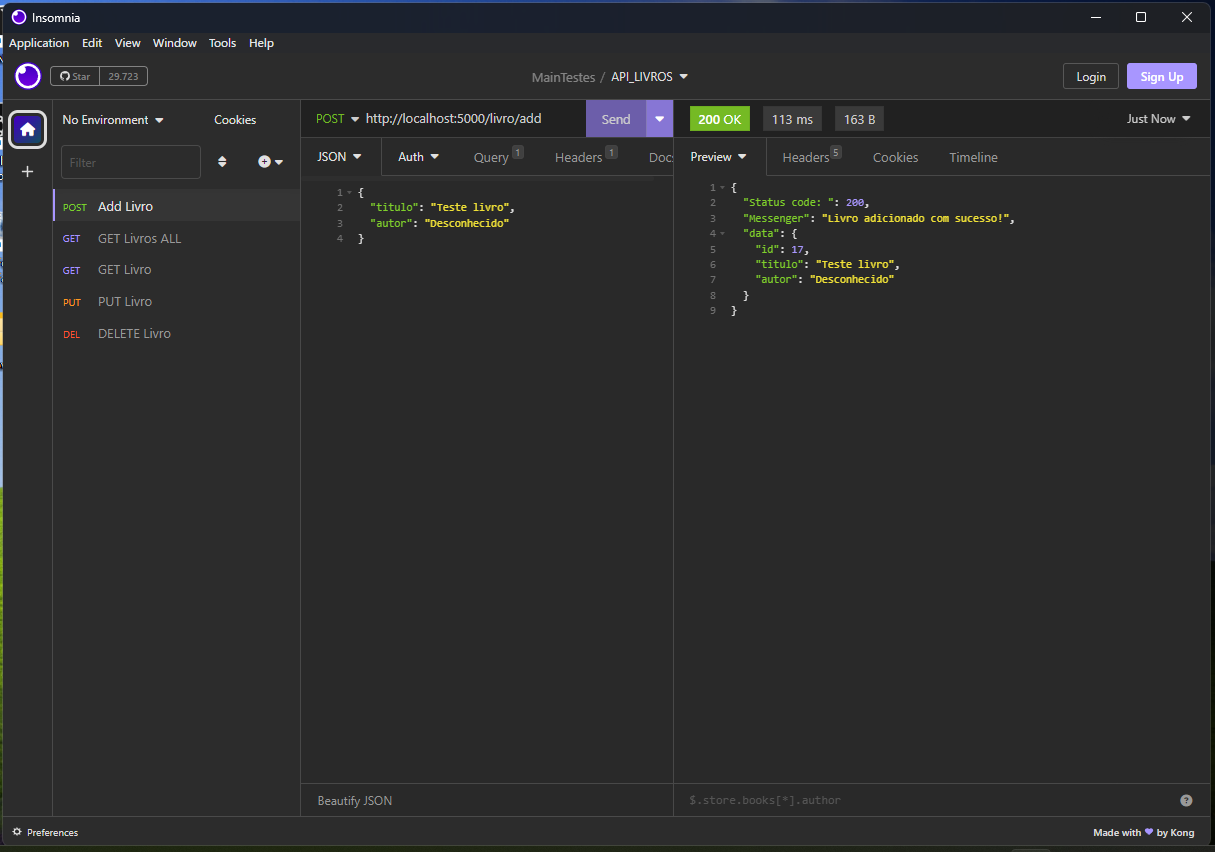 Insomnia
Application Edit View Window Tools Help
Star 29.723
MainTestes / API_LIVROS
Login
Sign Up
No Environment
Cookies
Filter
POST Add Livro
GET GET Livros ALL
GET GET Livro
PUT PUT Livro
DEL DELETE Livro
POST http://localhost:5000/livro/add Send
JSON Auth Query 1 Headers 1 Docs
1 {
2 "titulo": "Teste livro",
3 "autor": "Desconhecido"
4 }
Beautify JSON
200 OK 113 ms 163 B Just Now
Preview Headers 5 Cookies Timeline
1 {
2 "Status code: ": 200,
3 "Messenger": "Livro adicionado com sucesso!",
4 "data": {
5 "id": 17,
6 "titulo": "Teste livro",
7 "autor": "Desconhecido"
8 }
9 }
$.store.books[*].author
?
Preferences
Made with ❤ by Kong